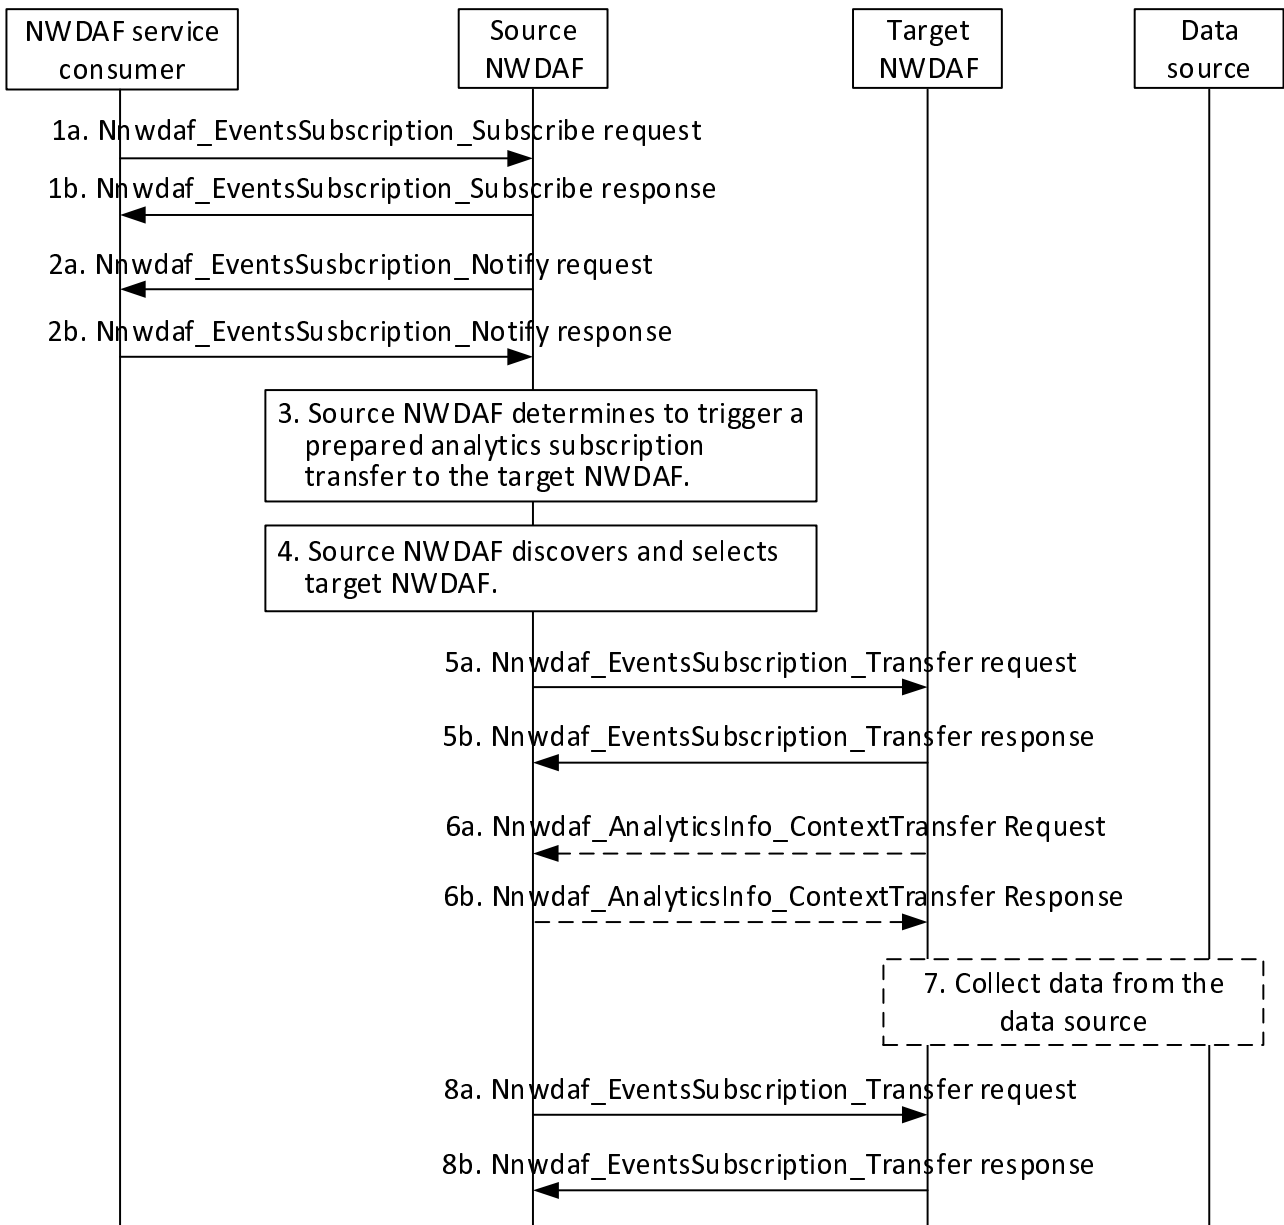 NWDAF service
consumer
Source
NWDAF
Target
NWDAF
Data
source
1a. Nnwdaf_EventsSubscription_Subscribe request
1b. Nnwdaf_EventsSubscription_Subscribe response
2a. Nnwdaf_EventsSusbcription_Notify request
2b. Nnwdaf_EventsSusbcription_Notify response
3. Source NWDAF determines to trigger a
prepared analytics subscription
transfer to the target NWDAF.
4. Source NWDAF discovers and selects
target NWDAF.
5a. Nnwdaf_EventsSubscription_Transfer request
5b. Nnwdaf_EventsSubscription_Transfer response
6a. Nnwdaf_AnalyticsInfo_ContextTransfer Request
6b. Nnwdaf_AnalyticsInfo_ContextTransfer Response
7. Collect data from the
data source
8a. Nnwdaf_EventsSubscription_Transfer request
8b. Nnwdaf_EventsSubscription_Transfer response